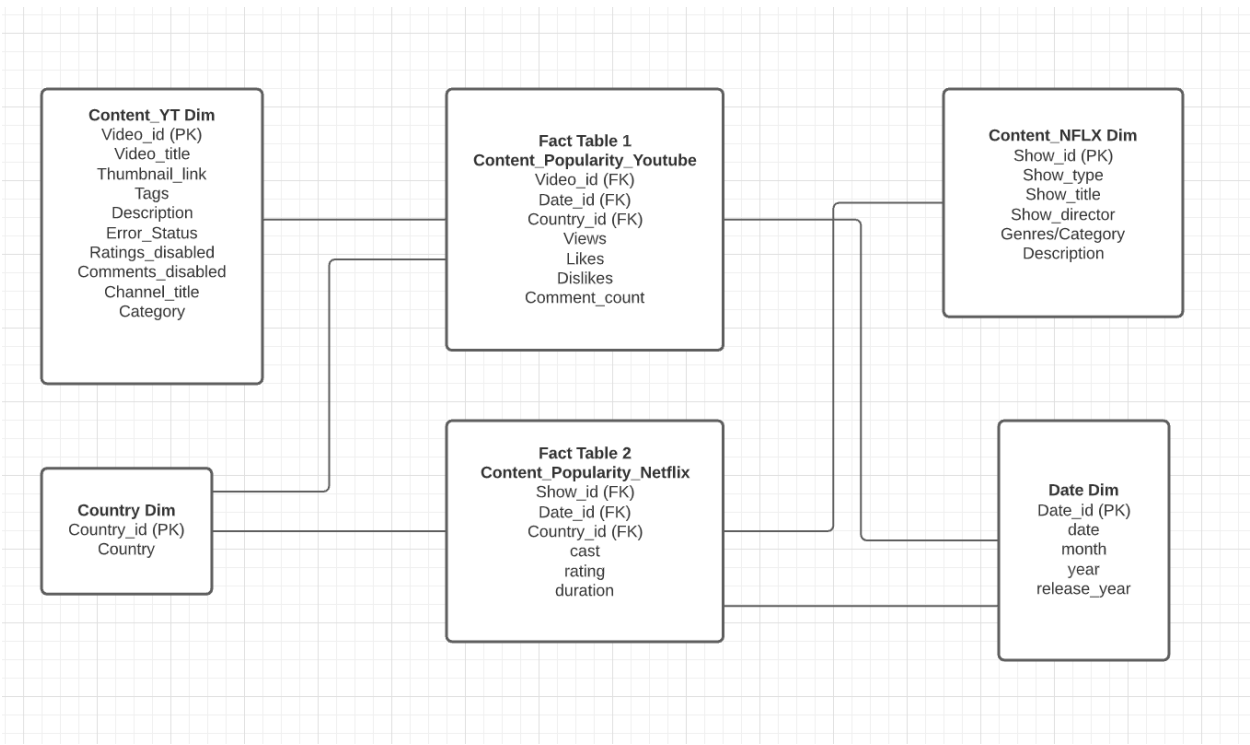 Content_YT Dim
Video_id (PK)
Video_title
Thumbnail_link
Tags
Description
Error_Status
Ratings_disabled
Comments_disabled
Channel_title
Category
Fact Table 1
Content_Popularity_Youtube
Video_id (FK)
Date_id (FK)
Country_id (FK)
Views
Likes
Dislikes
Comment_count
Content_NFLX Dim
Show_id (PK)
Show_type
Show_title
Show_director
Genres/Category
Description
Country Dim
Country_id (PK)
Country
Fact Table 2
Content_Popularity_Netflix
Show_id (FK)
Date_id (FK)
Country_id (FK)
cast
rating
duration
Date Dim
Date_id (PK)
date
month
year
release_year